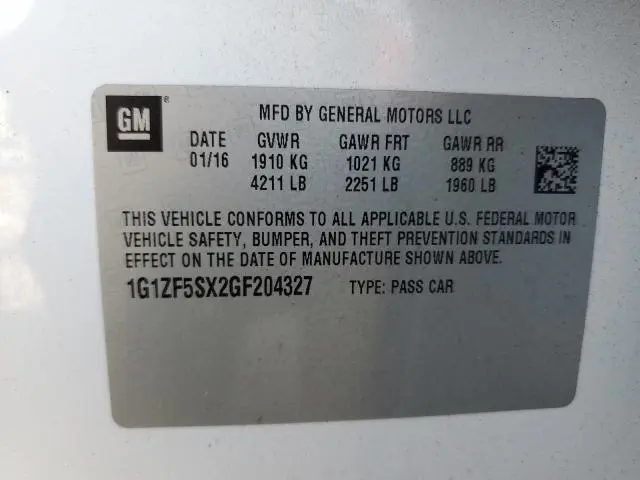 GM ®
MFD BY GENERAL MOTORS LLC
DATE GVWR GAWR FRT GAWR RR
01/16 1910 KG 1021 KG 889 KG
4211 LB 2251 LB 1960 LB
THIS VEHICLE CONFORMS TO ALL APPLICABLE U.S. FEDERAL MOTOR
VEHICLE SAFETY, BUMPER, AND THEFT PREVENTION STANDARDS IN
EFFECT ON THE DATE OF MANUFACTURE SHOWN ABOVE.
1G1ZF5SX2GF204327 TYPE: PASS CAR